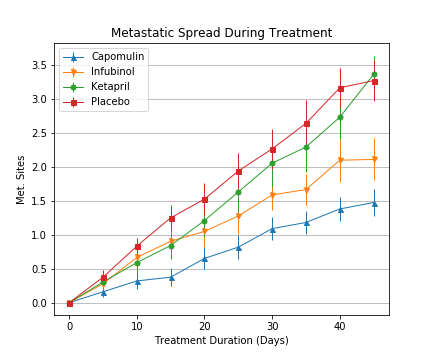 Metastatic Spread During Treatment
Capomulin
Infubinol
Ketapril
Placebo
Met. Sites
3.5
3.0
2.5
2.0
1.5
1.0
0.5
0.0
0 10 20 30 40
Treatment Duration (Days)